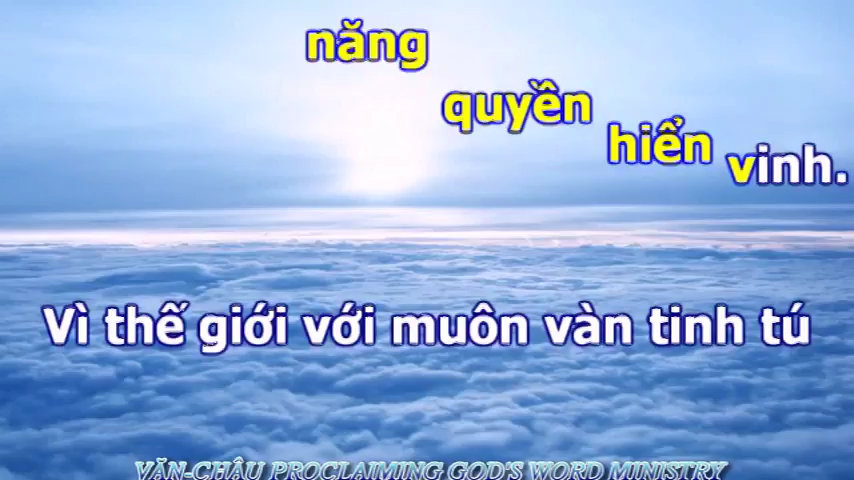 năng
quyền
hiển
vinh.
Vì thế giới với muôn vàn tinh tú
VĂN-CHÂU PROCLAIMING GOD'S WORD MINISTRY